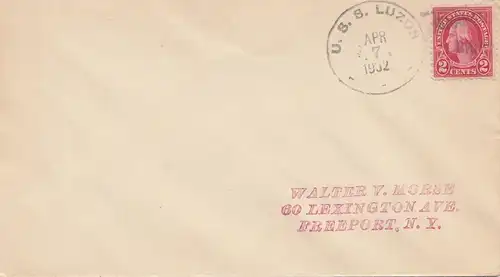 U. S. S. LUZON
APR
7
1932
UNITED STATES POSTAGE
2 CENTS 2
WALTER V. MORSE
60 LEXINGTON AVE.
FREEPORT, N. Y.